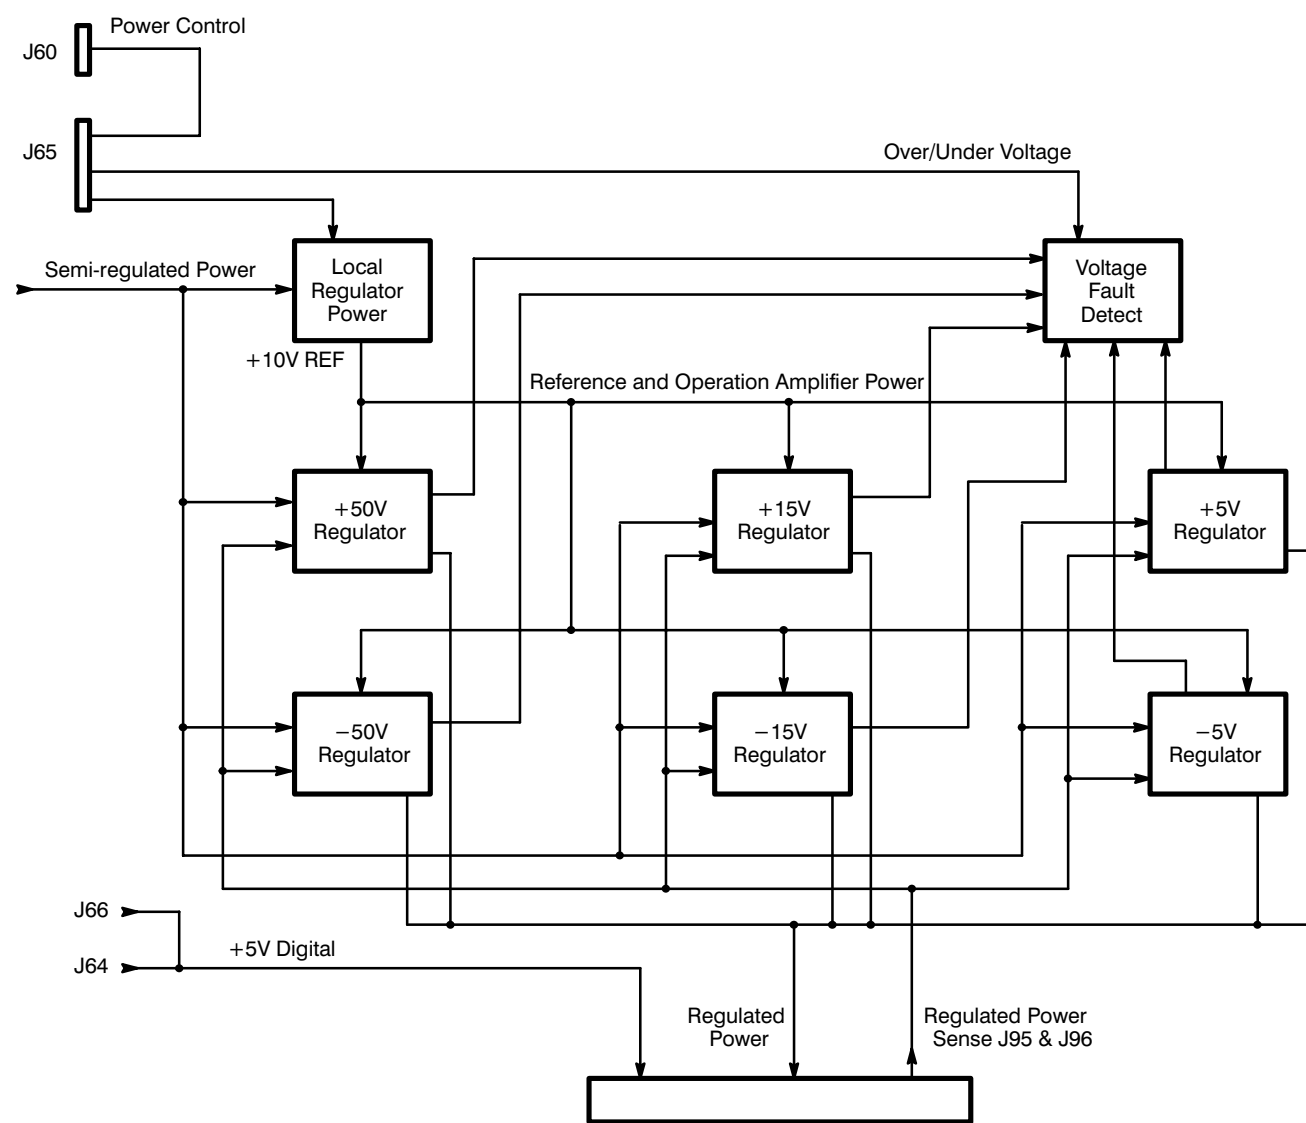 Power Control
J60
J65
Over/Under Voltage
Semi-regulated Power
Local
Regulator
Power
Voltage
Fault
Detect
+10V REF
Reference and Operation Amplifier Power
+50V
Regulator
+15V
Regulator
+5V
Regulator
−50V
Regulator
−15V
Regulator
−5V
Regulator
J66
J64
+5V Digital
Regulated
Power
Regulated Power
Sense J95 & J96